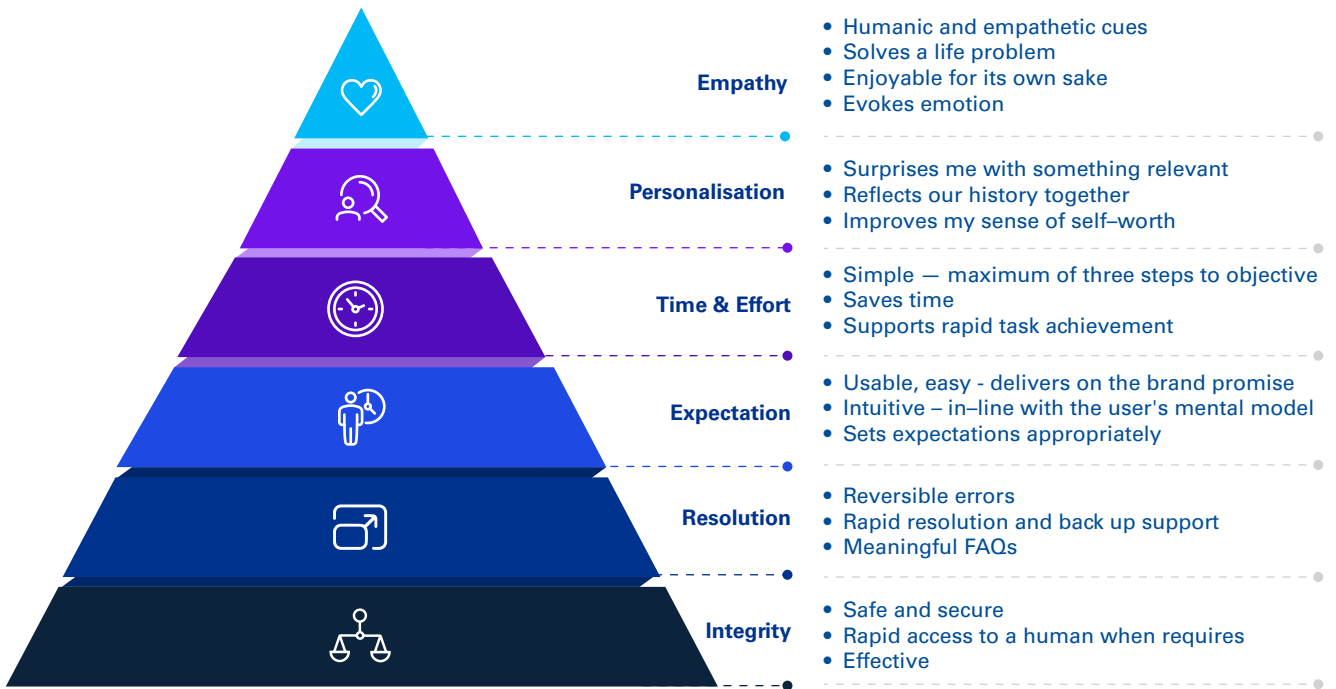 Empathy
• Humanic and empathetic cues
• Solves a life problem
• Enjoyable for its own sake
• Evokes emotion
Personalisation
• Surprises me with something relevant
• Reflects our history together
• Improves my sense of self–worth
Time & Effort
• Simple — maximum of three steps to objective
• Saves time
• Supports rapid task achievement
Expectation
• Usable, easy - delivers on the brand promise
• Intuitive – in–line with the user's mental model
• Sets expectations appropriately
Resolution
• Reversible errors
• Rapid resolution and back up support
• Meaningful FAQs
Integrity
• Safe and secure
• Rapid access to a human when requires
• Effective